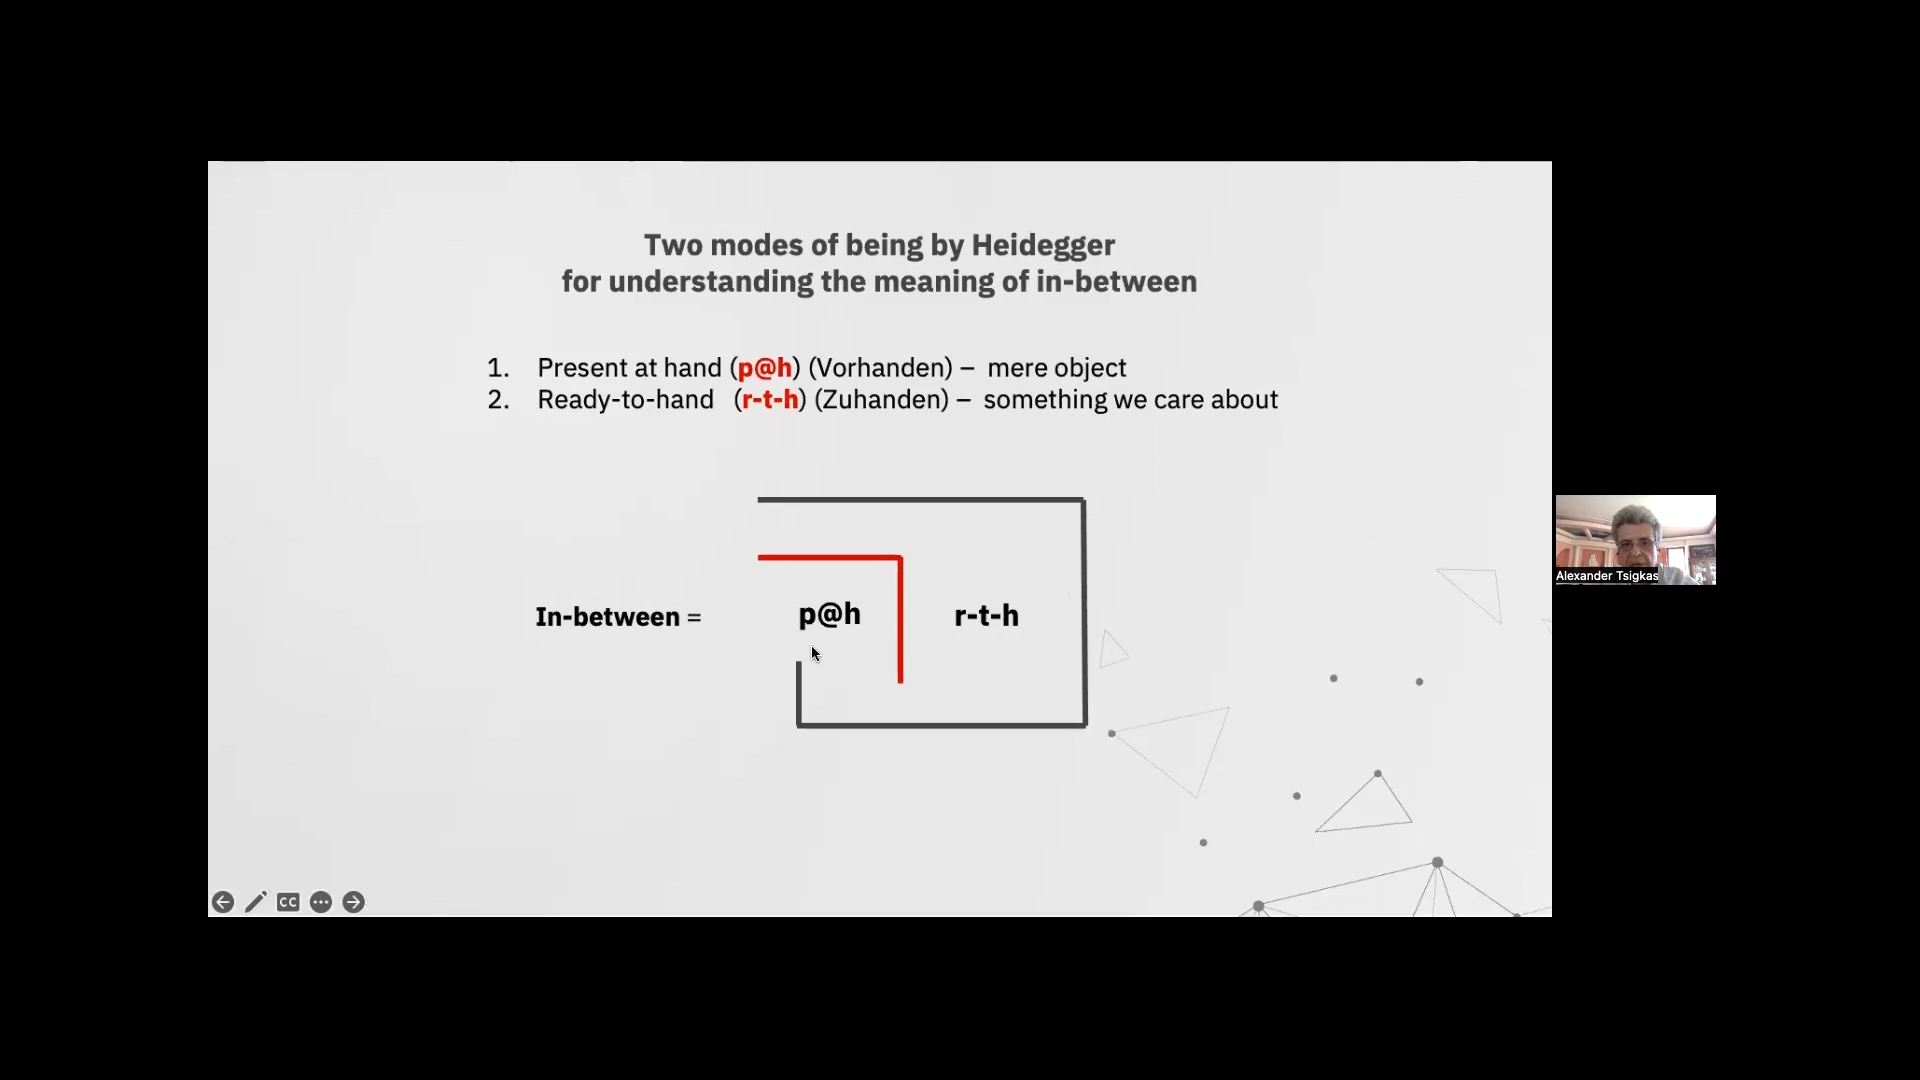 Two modes of being by Heidegger
for understanding the meaning of in-between
1. Present at hand (p@h) (Vorhanden) – mere object
2. Ready-to-hand (r-t-h) (Zuhanden) – something we care about
In-between = p@h r-t-h
Alexander Tsigkas
CC